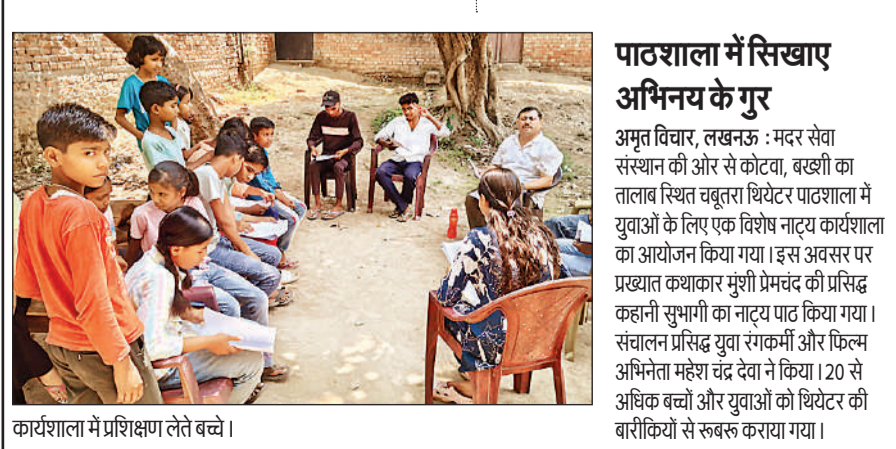 पाठशाला में सिखाए
अभिनय के गुर
अमृत विचार, लखनऊ : मदर सेवा
संस्थान की ओर से कोटवा, बख्शी का
तालाब स्थित चबूतरा थियेटर पाठशाला में
युवाओं के लिए एक विशेष नाट्य कार्यशाला
का आयोजन किया गया। इस अवसर पर
प्रख्यात कथाकार मुंशी प्रेमचंद की प्रसिद्ध
कहानी सुभागी का नाट्य पाठ किया गया।
संचालन प्रसिद्ध युवा रंगकर्मी और फिल्म
अभिनेता महेश चंद्र देवा ने किया। 20 से
अधिक बच्चों और युवाओं को थियेटर की
बारीकियों से रूबरू कराया गया।
कार्यशाला में प्रशिक्षण लेते बच्चे।